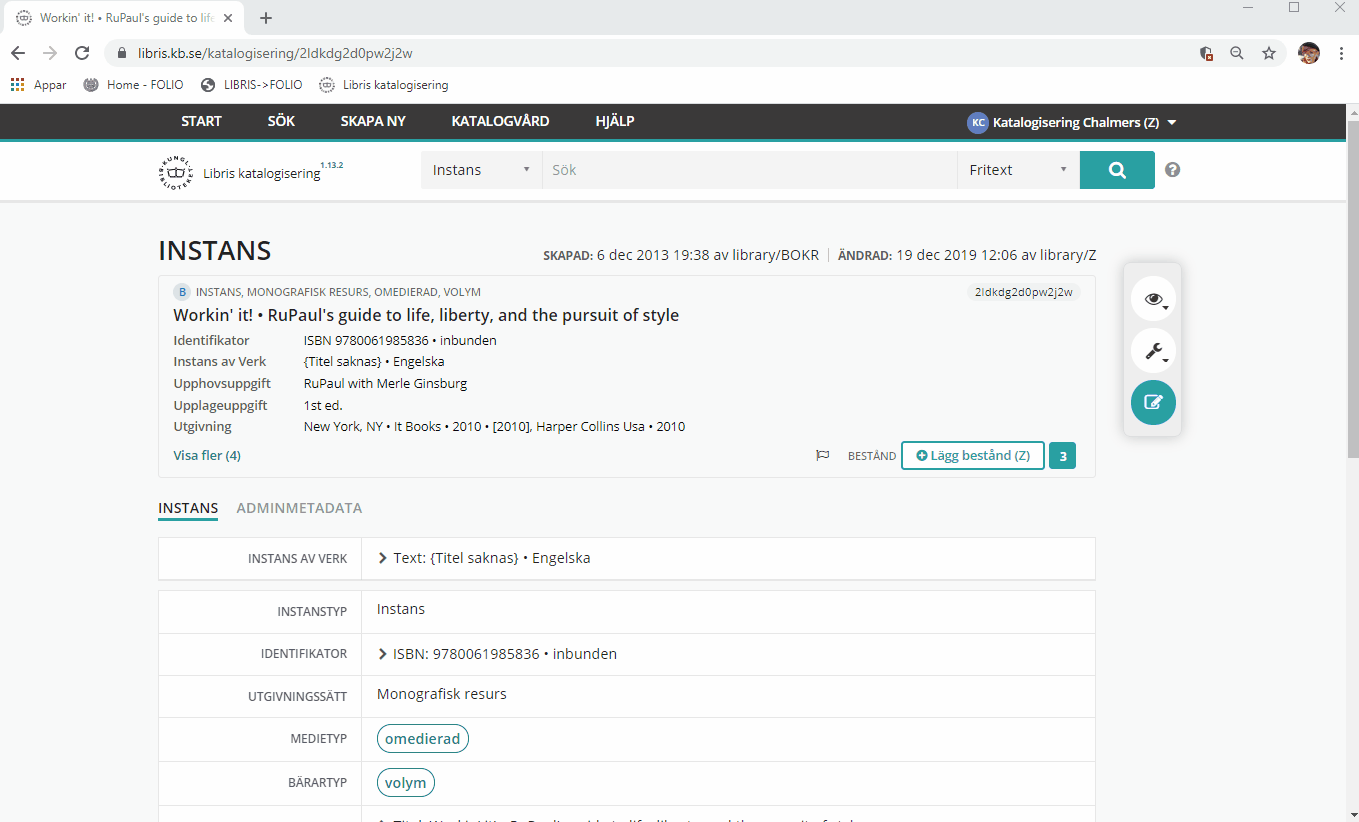 Workin' it! • RuPaul's guide to life
libris.kb.se/katalogisering/2ldkdg2d0pw2j2w
Appar Home - FOLIO LIBRIS->FOLIO Libris katalogisering
START SÖK SKAPA NY KATALOGVÅRD HJÄLP KC Katalogisering Chalmers (Z)
KUNGL. BIBLIOTEKET Libris katalogisering 1.13.2 Instans Sök Fritext ?
INSTANS
SKAPAD: 6 dec 2013 19:38 av library/BOKR ÄNDRAD: 19 dec 2019 12:06 av library/Z
B INSTANS, MONOGRAFISK RESURS, OMEDIERAD, VOLYM 2ldkdg2d0pw2j2w
Workin' it! • RuPaul's guide to life, liberty, and the pursuit of style
Identifikator ISBN 9780061985836 • inbunden
Instans av Verk {Titel saknas} • Engelska
Upphovsuppgift RuPaul with Merle Ginsburg
Upplageuppgift 1st ed.
Utgivning New York, NY • It Books • 2010 • [2010], Harper Collins Usa • 2010
Visa fler (4) BESTÅND Lägg bestånd (Z) 3
INSTANS ADMINMETADATA
INSTANS AV VERK Text: {Titel saknas} • Engelska
INSTANSTYP Instans
IDENTIFIKATOR ISBN: 9780061985836 • inbunden
UTGIVNINGSSÄTT Monografisk resurs
MEDIETYP omedierad
BÄRARTYP volym